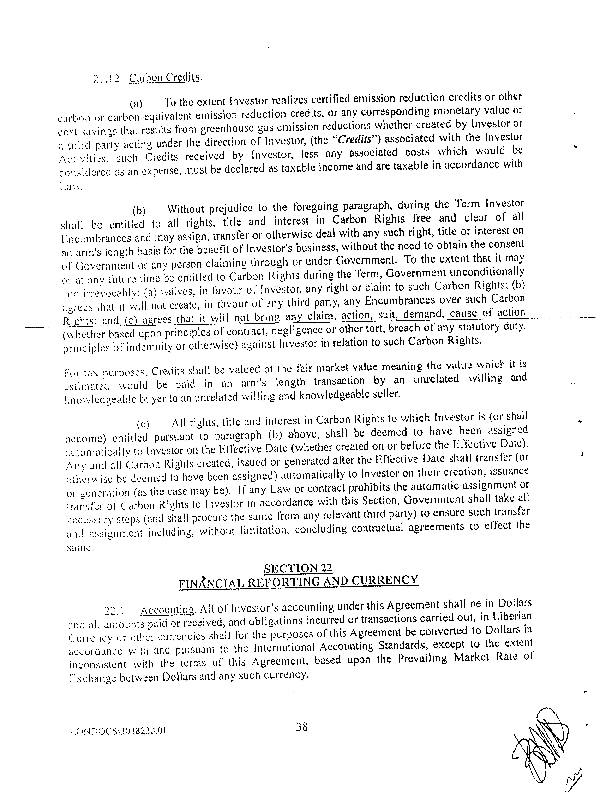 21.12 Carbon Credits.
(a) To the extent Investor realizes certified emission reduction credits or other
carbon or carbon equivalent emission reduction credits, or any corresponding monetary value or
cost savings that results from greenhouse gas emission reductions whether created by Investor or
a third party acting under the direction of Investor, (the “Credits”) associated with the Investor
Activities, such Credits received by Investor, less any associated costs which would be
considered as an expense, must be declared as taxable income and are taxable in accordance with
Law.
(b) Without prejudice to the foregoing paragraph, during the Term Investor
shall be entitled to all rights, title and interest in Carbon Rights free and clear of all
Encumbrances and may assign, transfer or otherwise deal with any such right, title or interest on
an arm's length basis for the benefit of Investor's business, without the need to obtain the consent
of Government or any person claiming through or under Government. To the extent that it may
or at any future time be entitled to Carbon Rights during the Term, Government unconditionally
and irrevocably: (a) waives, in favour of Investor, any right or claim to such Carbon Rights; (b)
agrees that it will not create, in favour of any third party, any Encumbrances over such Carbon
Rights; and (c) agrees that it will not bring any claim, action, suit, demand, cause of action
(whether based upon principles of contract, negligence or other tort, breach of any statutory duty,
principles of indemnity or otherwise) against Investor in relation to such Carbon Rights.
For tax purposes, Credits shall be valued at the fair market value meaning the value which it is
estimated would be paid in an arm's length transaction by an unrelated willing and
knowledgeable buyer to an unrelated willing and knowledgeable seller.
(c) All rights, title and interest in Carbon Rights to which Investor is (or shall
become) entitled pursuant to paragraph (b) above, shall be deemed to have been assigned
automatically to Investor on the Effective Date (whether created on or before the Effective Date).
Any and all Carbon Rights created, issued or generated after the Effective Date shall transfer (or
otherwise be deemed to have been assigned) automatically to Investor on their creation, issuance
or generation (as the case may be). If any Law or contract prohibits the automatic assignment or
transfer of Carbon Rights to Investor in accordance with this Section, Government shall take all
necessary steps (and shall procure the same from any relevant third party) to ensure such transfer
and assignment including, without limitation, concluding contractual agreements to effect the
same.
SECTION 22
FINANCIAL REPORTING AND CURRENCY
22.1 Accounting. All of Investor's accounting under this Agreement shall be in Dollars
and all amounts paid or received, and obligations incurred or transactions carried out, in Liberian
Currency or other currencies shall for the purposes of this Agreement be converted to Dollars in
accordance with and pursuant to the International Accounting Standards, except to the extent
inconsistent with the terms of this Agreement, based upon the Prevailing Market Rate of
Exchange between Dollars and any such currency.
38